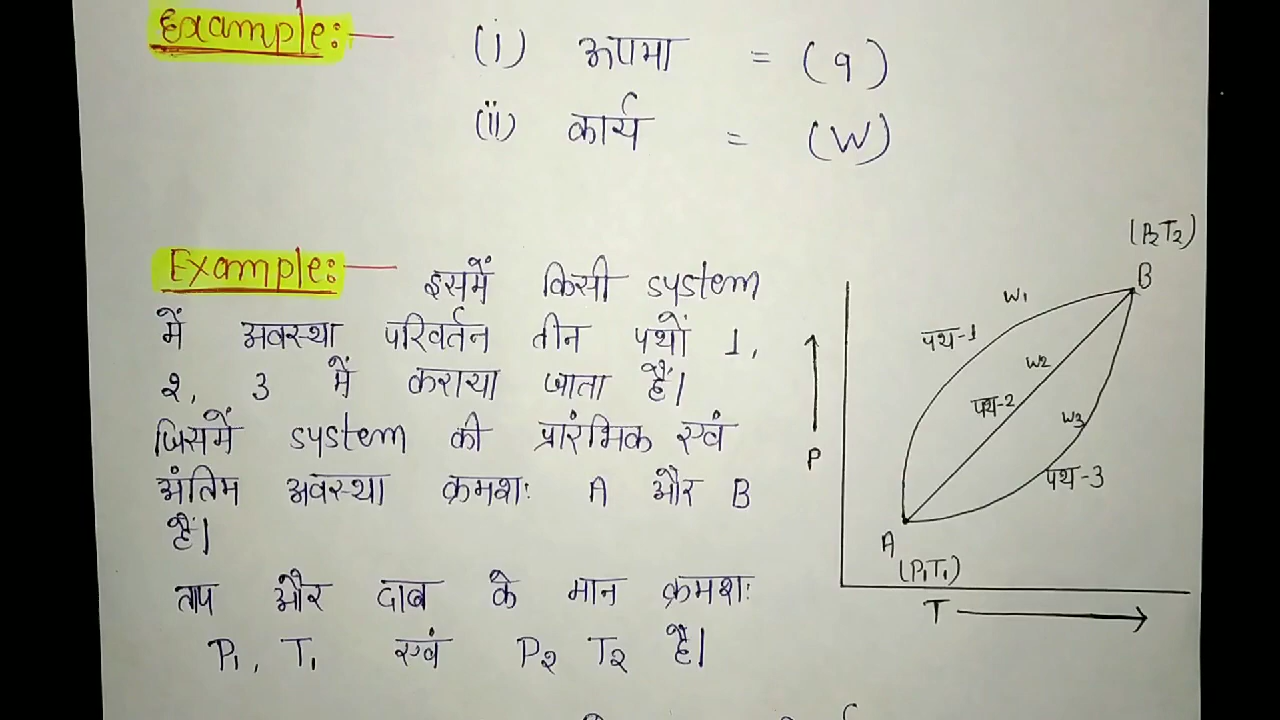 Example:-
(i) ऊष्मा = (q)
(ii) कार्य = (W)
Example:- इसमें किसी system
में अवस्था परिवर्तन तीन पथों 1,
2, 3 में कराया जाता है।
जिसमें system की प्रारंभिक एवं
अंतिम अवस्था क्रमशः A और B
है।
ताप और दाब के मान क्रमशः
P₁, T₁ एवं P₂ T₂ है।
(P₂T₂)
B
W₁
पथ-1
W₂
पथ-2
W₃
पथ-3
P
A
(P₁T₁)
T